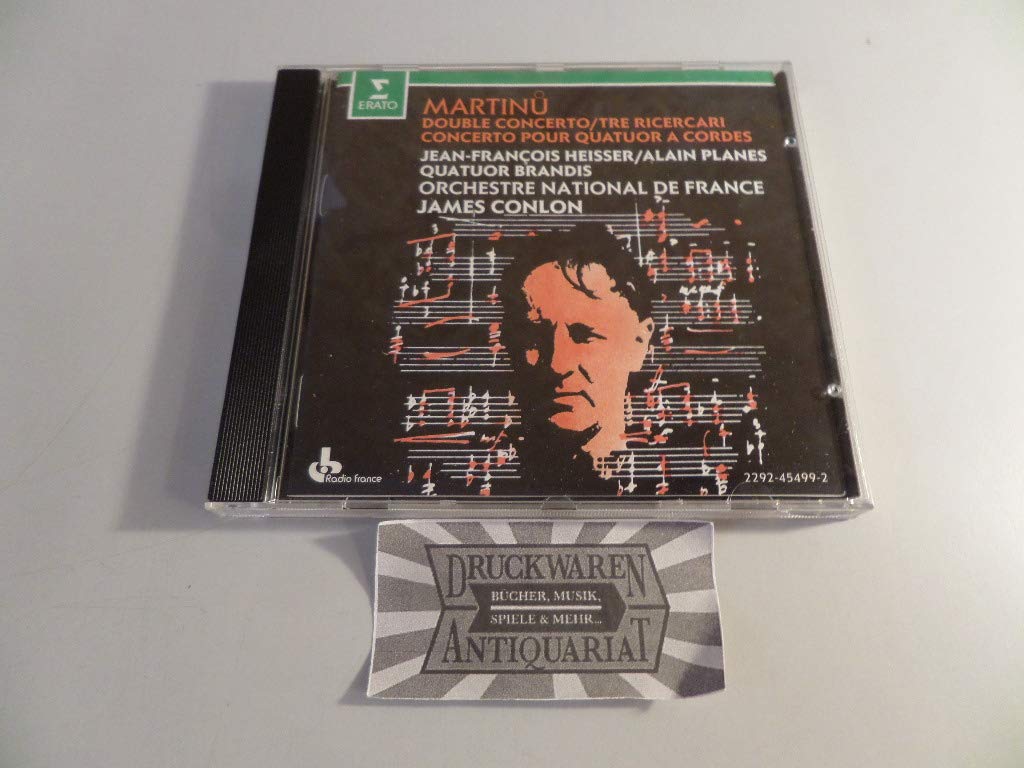 ERATO
MARTINŮ
DOUBLE CONCERTO/TRE RICERCARI
CONCERTO POUR QUATUOR A CORDES
JEAN-FRANÇOIS HEISSER/ALAIN PLANES
QUATUOR BRANDIS
ORCHESTRE NATIONAL DE FRANCE
JAMES CONLON
Radio france
2292-45499-2
DRUCKWAREN
BÜCHER, MUSIK,
SPIELE & MEHR...
ANTIQUARIAT